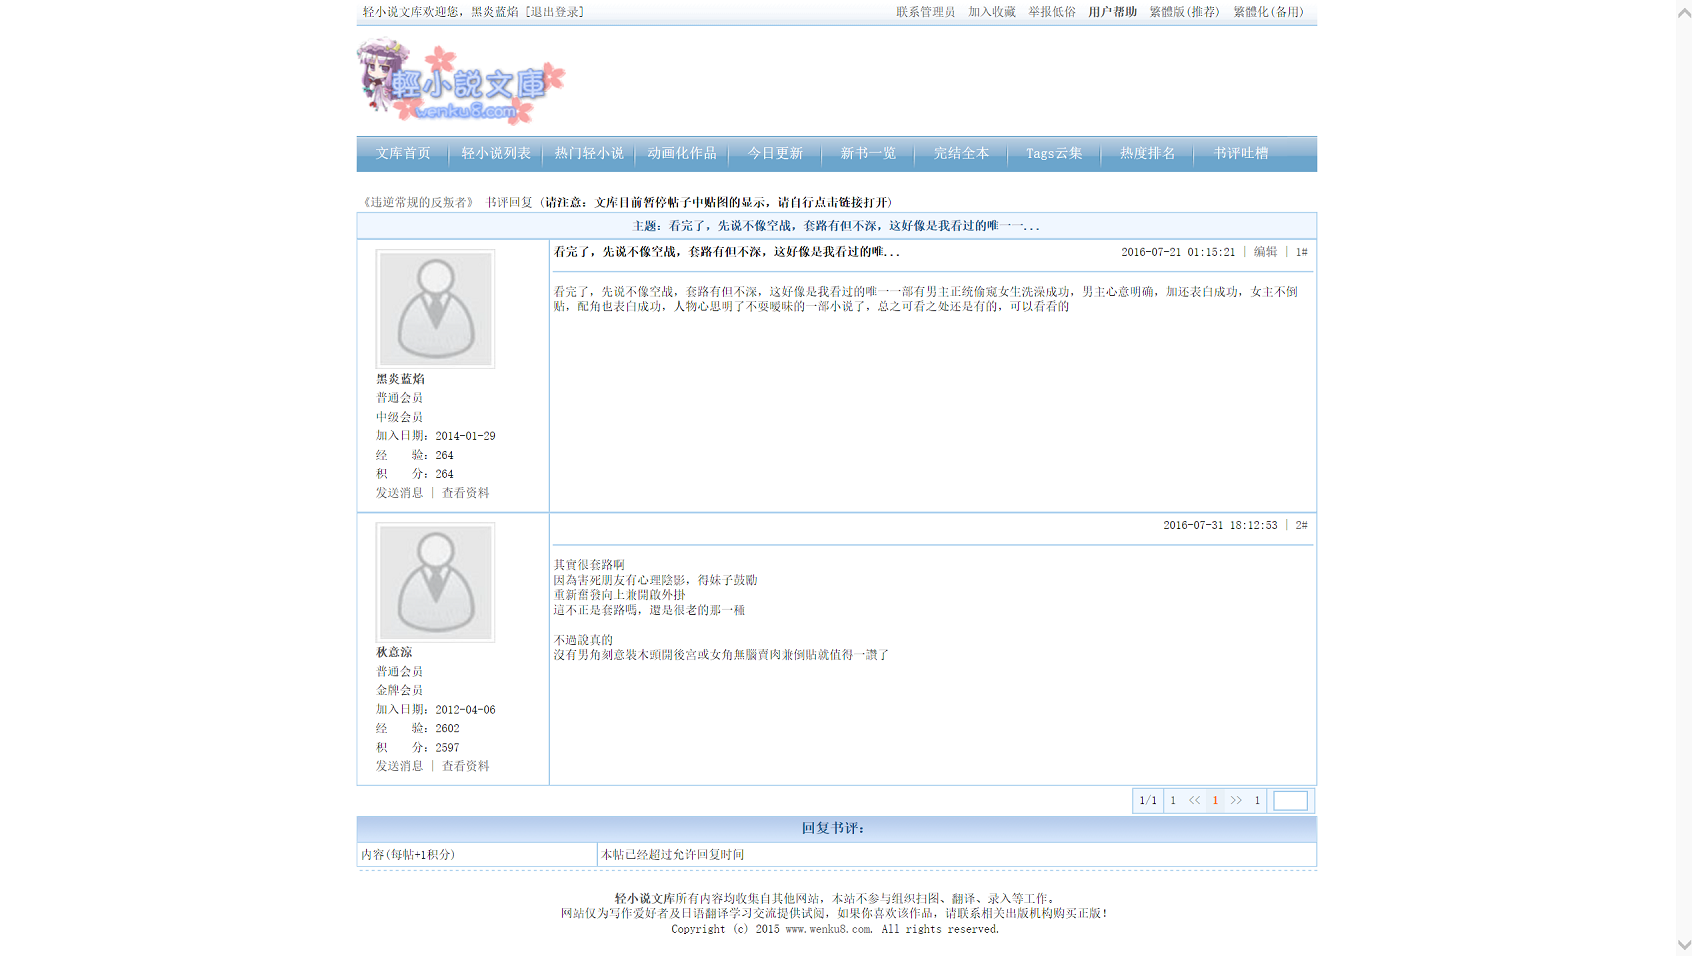 轻小说文库欢迎您，黑炎蓝焰 [退出登录]
联系管理员 加入收藏 举报低俗 用户帮助 繁體版(推荐) 繁體化(备用)
輕小説文庫
wenku8.com
文库首页 轻小说列表 热门轻小说 动画化作品 今日更新 新书一览 完结全本 Tags云集 热度排名 书评吐槽
《违逆常规的反叛者》 书评回复 (请注意：文库目前暂停帖子中贴图的显示，请自行点击链接打开)
主题：看完了，先说不像空战，套路有但不深，这好像是我看过的唯一一...
看完了，先说不像空战，套路有但不深，这好像是我看过的唯...
2016-07-21 01:15:21 | 编辑 | 1#
看完了，先说不像空战，套路有但不深，这好像是我看过的唯一一部有男主正统偷窥女生洗澡成功，男主心意明确，加还表白成功，女主不倒
贴，配角也表白成功，人物心思明了不耍暧昧的一部小说了，总之可看之处还是有的，可以看看的
黑炎蓝焰
普通会员
中级会员
加入日期：2014-01-29
经 验：264
积 分：264
发送消息 | 查看资料
2016-07-31 18:12:53 | 2#
其實很套路啊
因為害死朋友有心理陰影，得妹子鼓勵
重新奮發向上兼開啟外掛
這不正是套路嗎，還是很老的那一種
不過說真的
沒有男角刻意裝木頭開後宮或女角無腦賣肉兼倒貼就值得一讚了
秋意涼
普通会员
金牌会员
加入日期：2012-04-06
经 验：2602
积 分：2597
发送消息 | 查看资料
1/1 1 << 1 >> 1
回复书评：
内容(每帖+1积分) 本帖已经超过允许回复时间
轻小说文库所有内容均收集自其他网站，本站不参与组织扫图、翻译、录入等工作。
网站仅为写作爱好者及日语翻译学习交流提供试阅，如果你喜欢该作品，请联系相关出版机构购买正版！
Copyright (c) 2015 www.wenku8.com. All rights reserved.